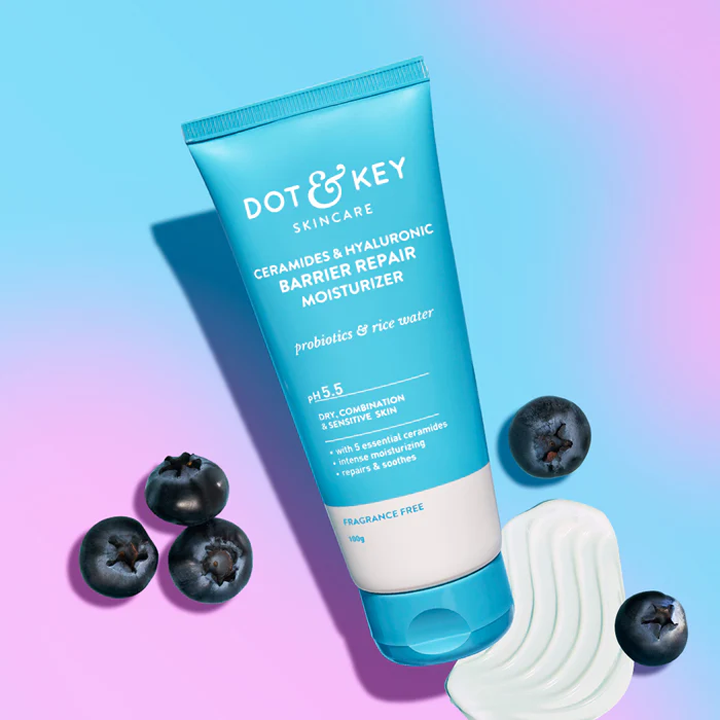 DOT & KEY
SKINCARE
CERAMIDES & HYALURONIC
BARRIER REPAIR
MOISTURIZER
probiotics & rice water
pH 5.5
DRY, COMBINATION
& SENSITIVE SKIN
• with 5 essential ceramides
• intense moisturizing
• repairs & soothes
FRAGRANCE FREE
100g